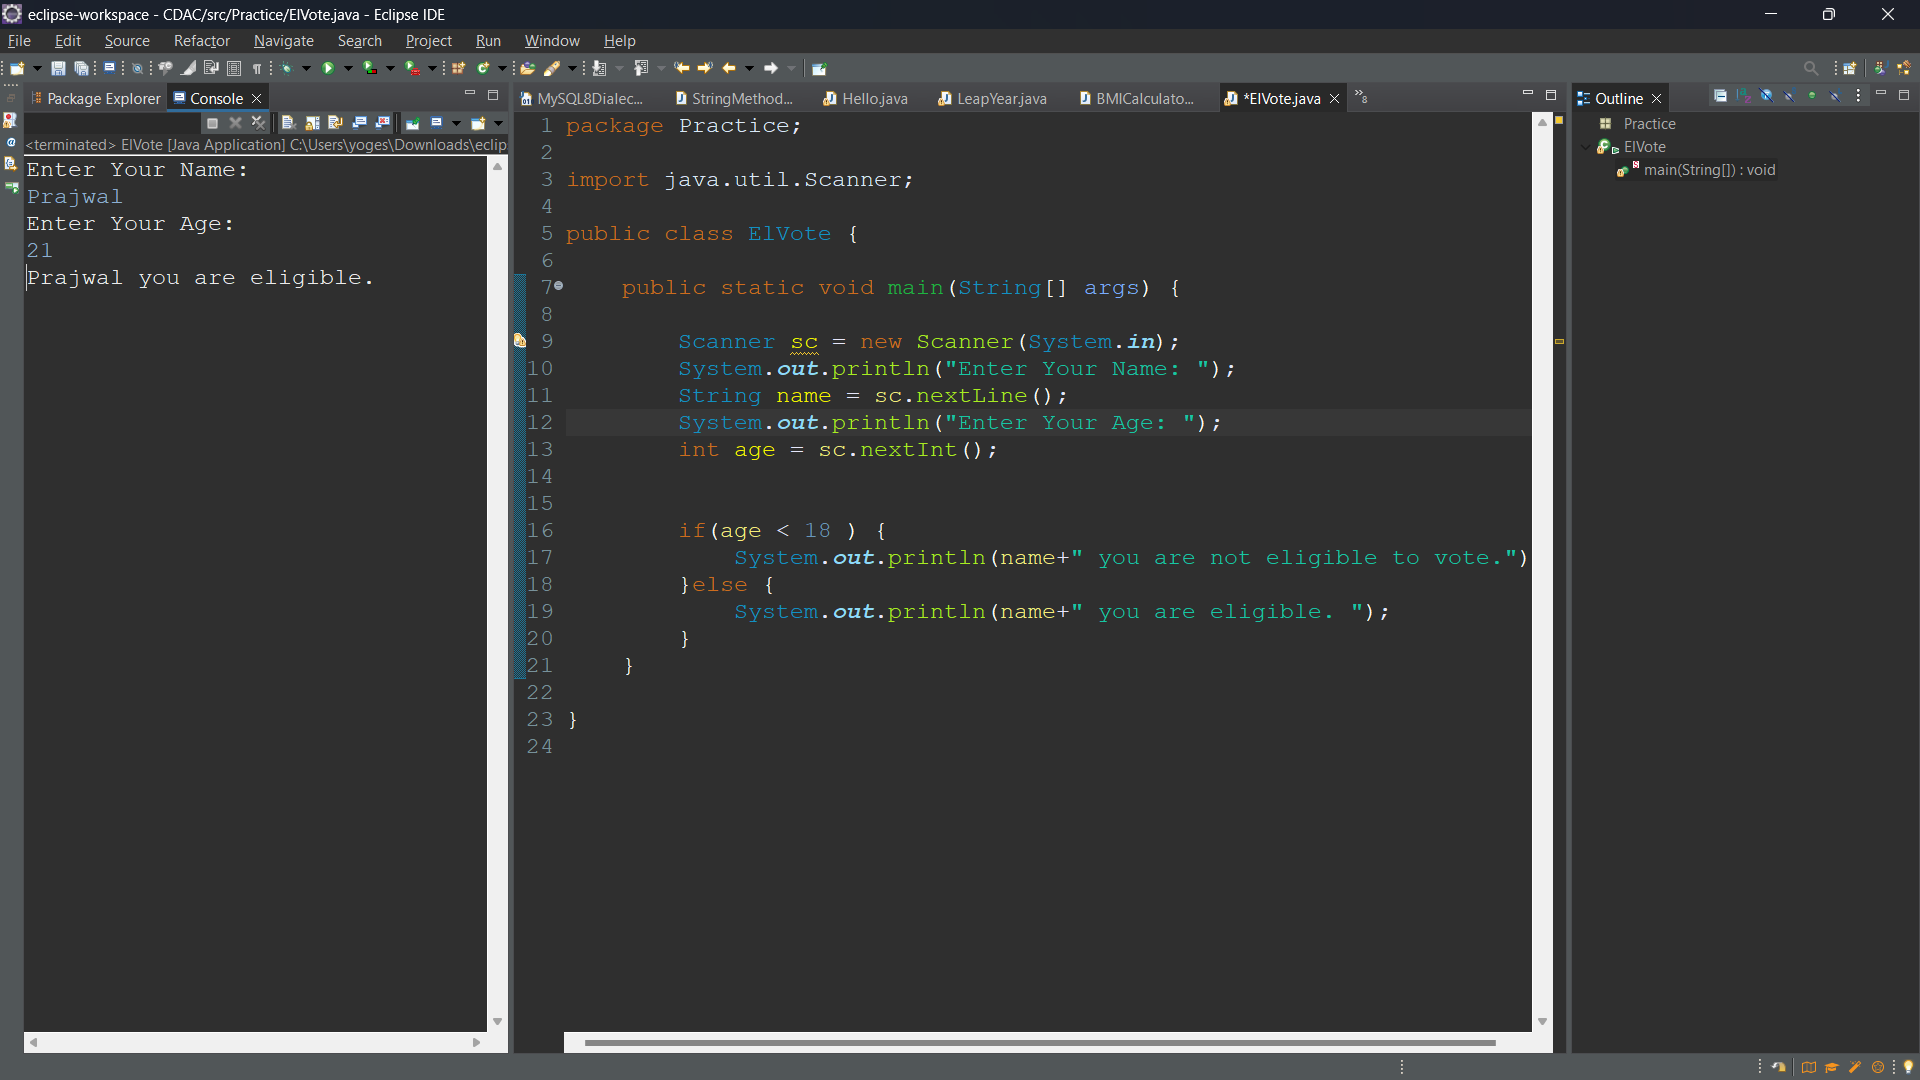 eclipse-workspace - CDAC/src/Practice/ElVote.java - Eclipse IDE
File Edit Source Refactor Navigate Search Project Run Window Help
Package Explorer Console
<terminated> ElVote [Java Application] C:\Users\yoges\Downloads\eclip
Enter Your Name:
Prajwal
Enter Your Age:
21
Prajwal you are eligible.
MySQL8Dialec... StringMethod... Hello.java LeapYear.java BMICalculato... *ElVote.java »8
1 package Practice;
2
3 import java.util.Scanner;
4
5 public class ElVote {
6
7 public static void main(String[] args) {
8
9 Scanner sc = new Scanner(System.in);
10 System.out.println("Enter Your Name: ");
11 String name = sc.nextLine();
12 System.out.println("Enter Your Age: ");
13 int age = sc.nextInt();
14
15
16 if(age < 18 ) {
17 System.out.println(name+" you are not eligible to vote.")
18 }else {
19 System.out.println(name+" you are eligible. ");
20 }
21 }
22
23 }
24
Outline
Practice
ElVote
main(String[]) : void